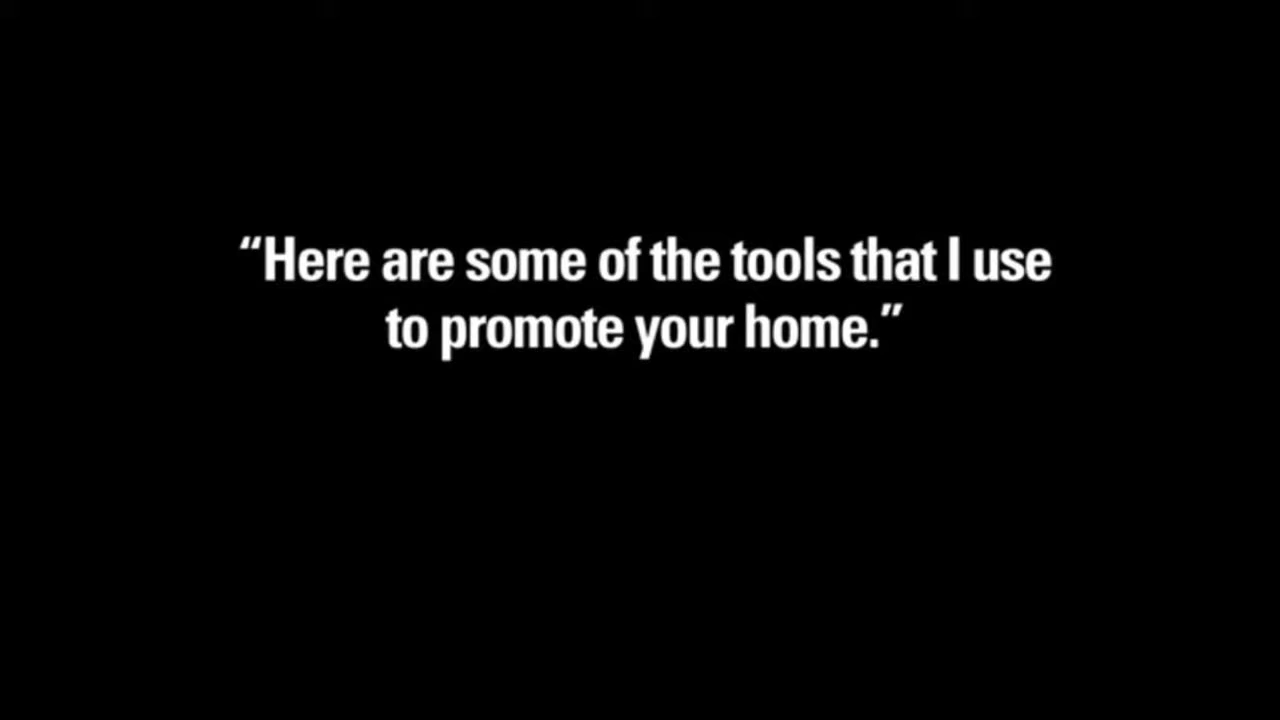 “Here are some of the tools that I use
to promote your home.”